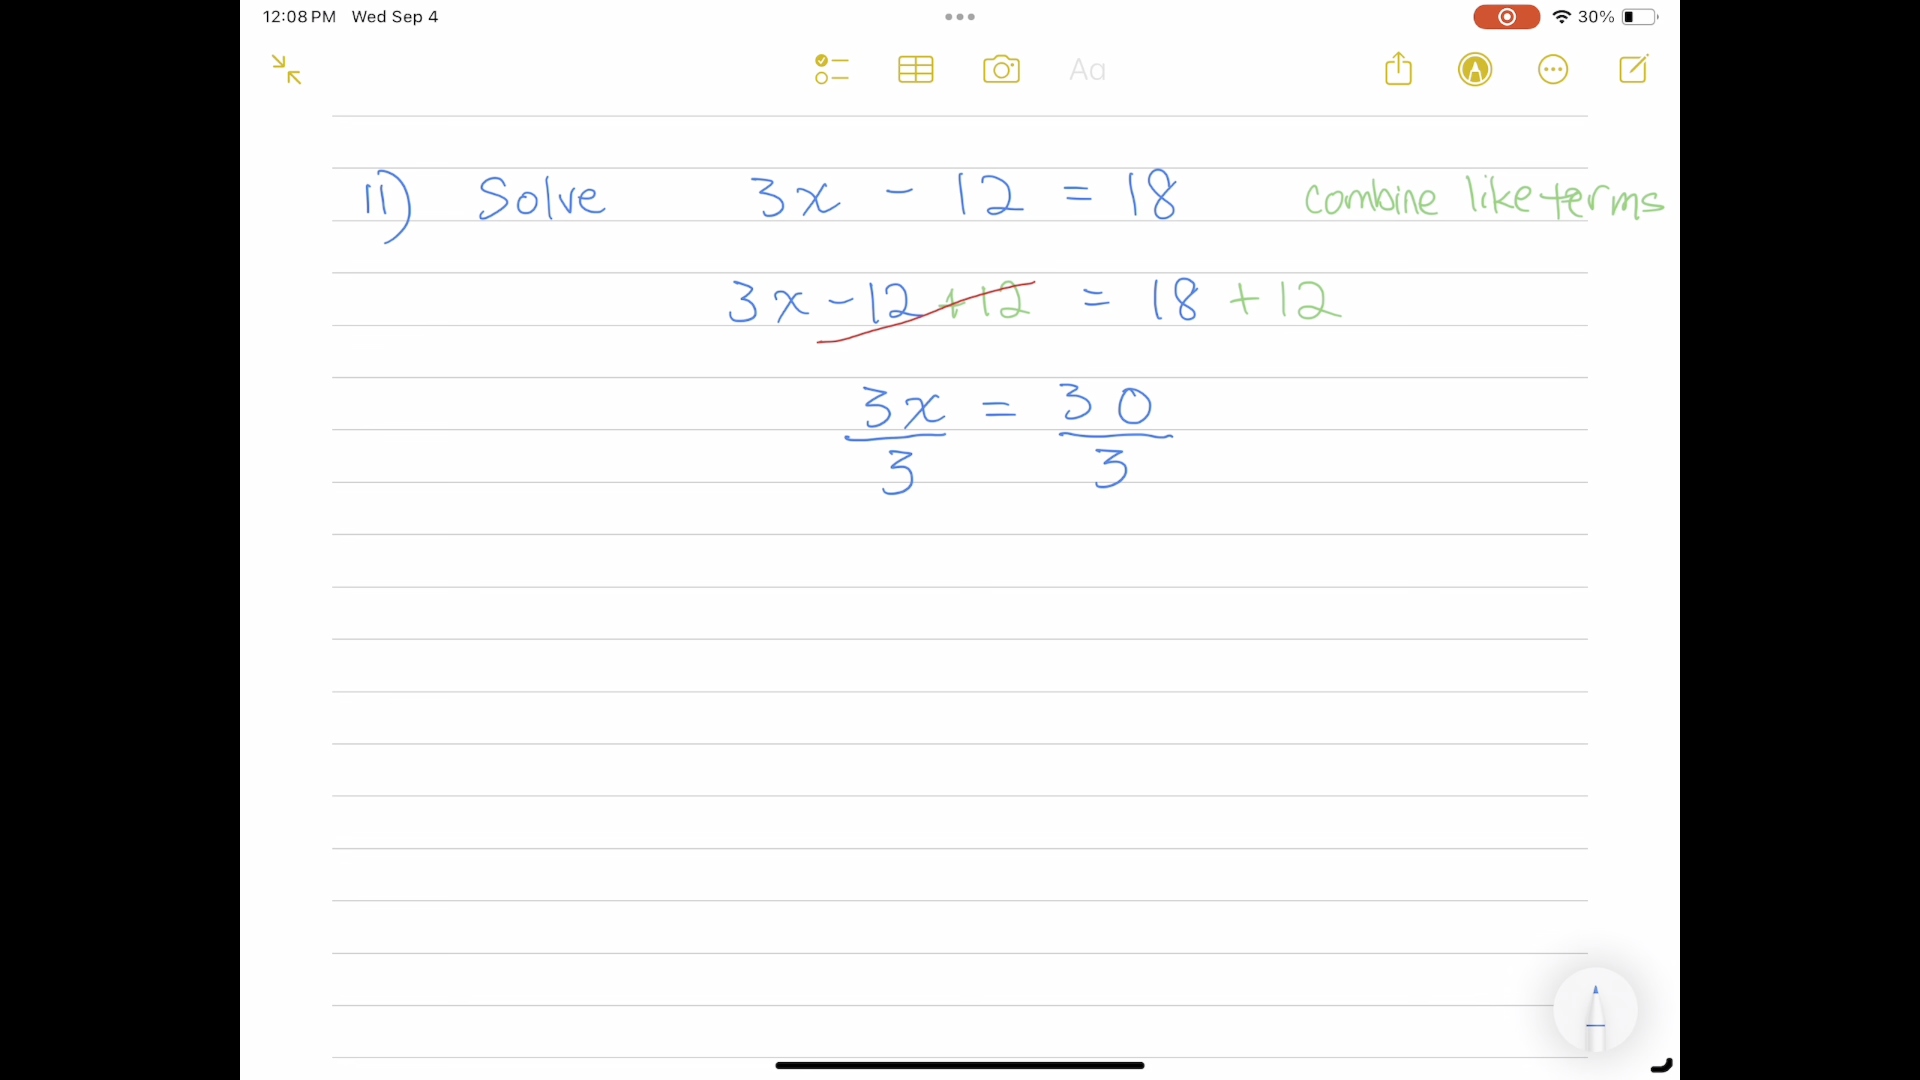 12:08 PM Wed Sep 4 30%
Aa
11) Solve 3x - 12 = 18 combine like terms
3x - 12 + 12 = 18 + 12
3x = 30
3 3